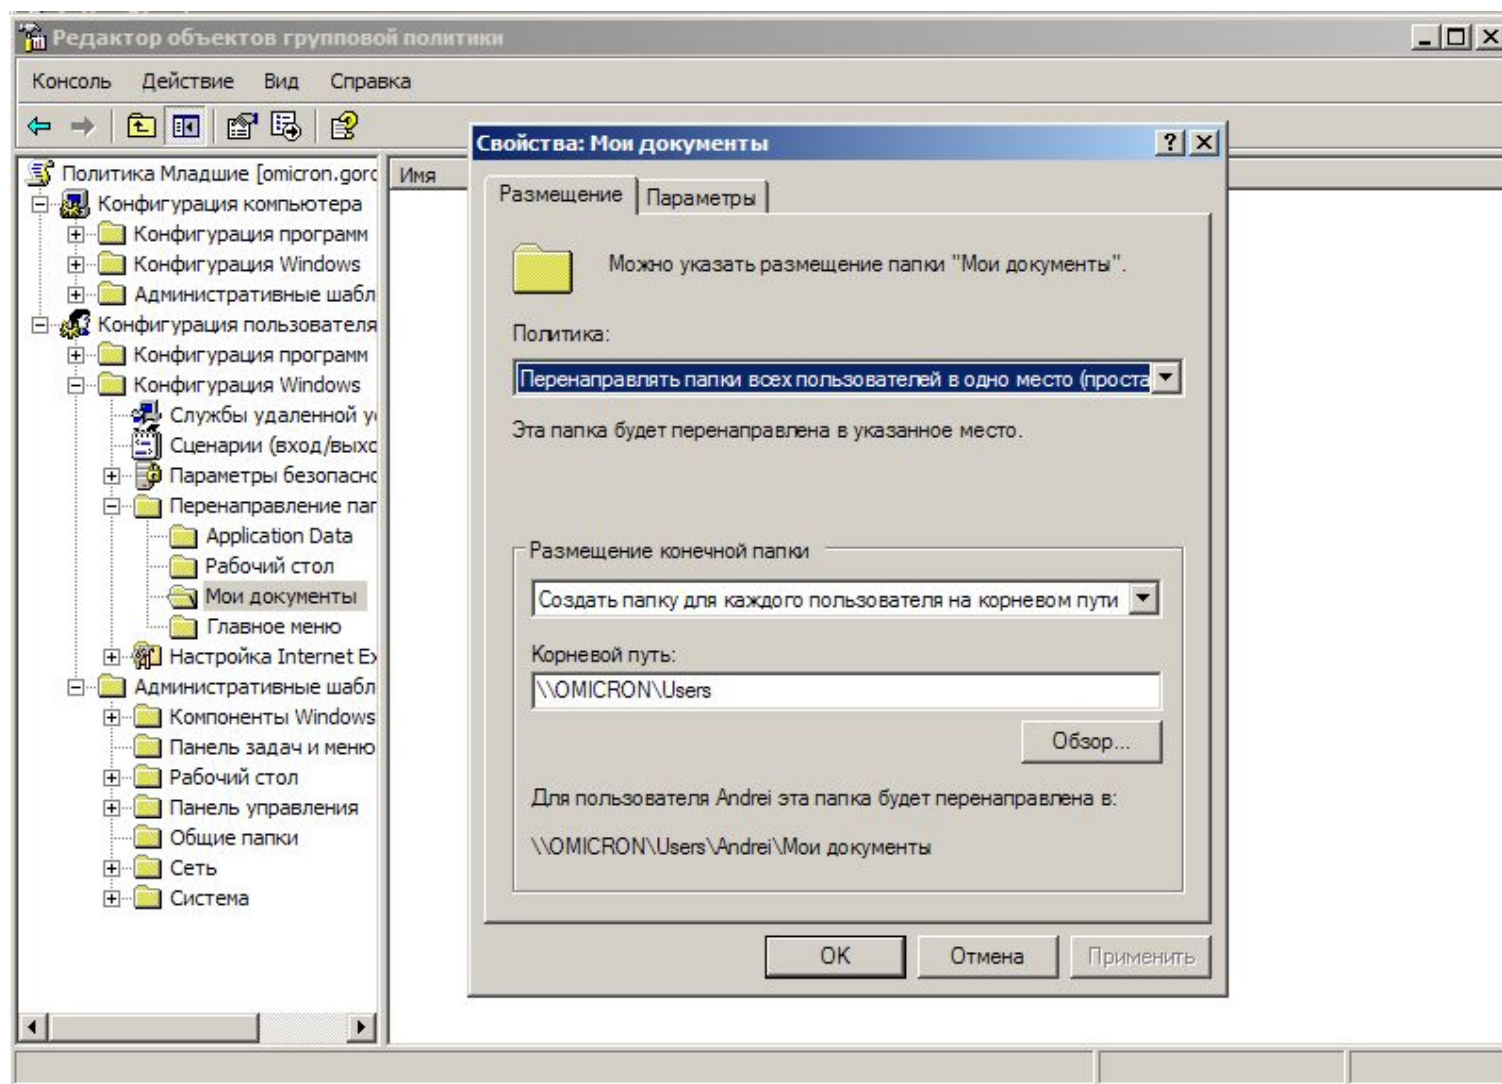 Редактор объектов групповой политики
Консоль Действие Вид Справка
Политика Младшие [omicron.goro
Конфигурация компьютера
Конфигурация программ
Конфигурация Windows
Административные шабл
Конфигурация пользователя
Конфигурация программ
Конфигурация Windows
Службы удаленной у
Сценарии (вход/выхо
Параметры безопасно
Перенаправление пап
Application Data
Рабочий стол
Мои документы
Главное меню
Настройка Internet Ex
Административные шабл
Компоненты Windows
Панель задач и меню
Рабочий стол
Панель управления
Общие папки
Сеть
Система
Имя
Свойства: Мои документы
Размещение Параметры
Можно указать размещение папки "Мои документы".
Политика:
Перенаправлять папки всех пользователей в одно место (проста
Эта папка будет перенаправлена в указанное место.
Размещение конечной папки
Создать папку для каждого пользователя на корневом пути
Корневой путь:
\\OMICRON\Users
Обзор...
Для пользователя Andrei эта папка будет перенаправлена в:
\\OMICRON\Users\Andrei\Мои документы
OK Отмена Применить